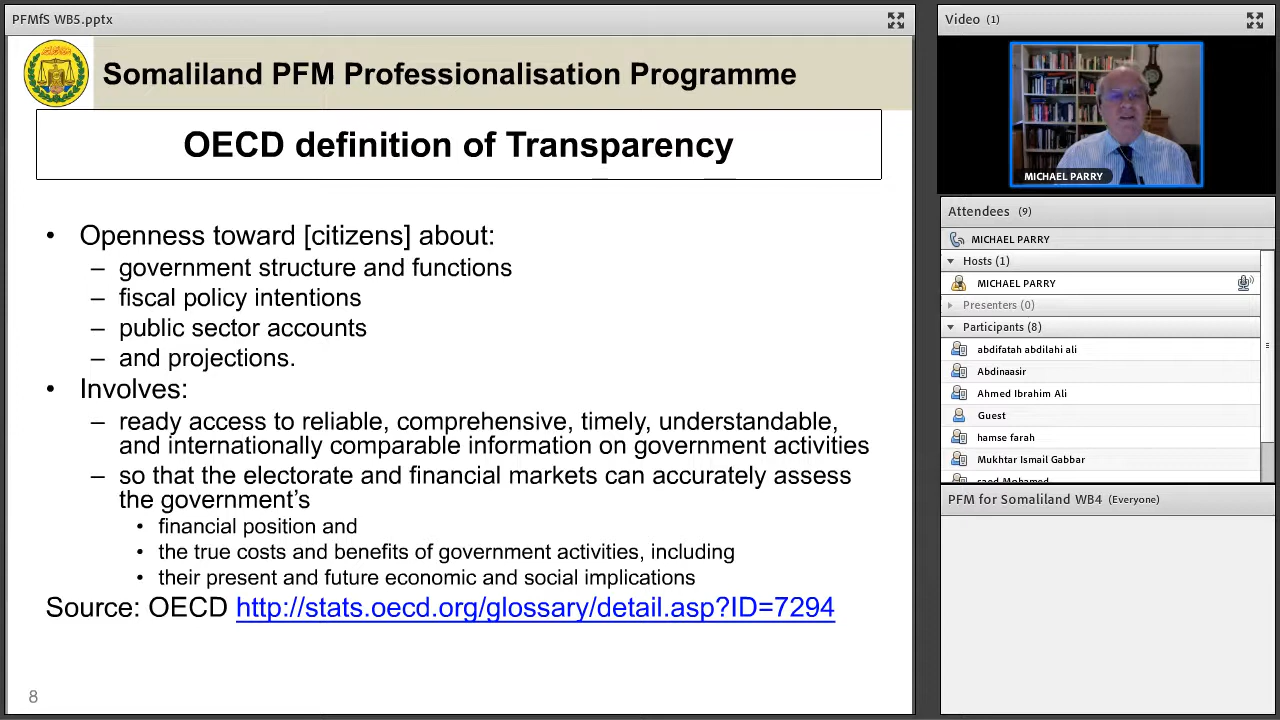 PFMfS WB5.pptx
Somaliland PFM Professionalisation Programme
OECD definition of Transparency
• Openness toward [citizens] about:
– government structure and functions
– fiscal policy intentions
– public sector accounts
– and projections.
• Involves:
– ready access to reliable, comprehensive, timely, understandable,
and internationally comparable information on government activities
– so that the electorate and financial markets can accurately assess
the government’s
• financial position and
• the true costs and benefits of government activities, including
• their present and future economic and social implications
Source: OECD http://stats.oecd.org/glossary/detail.asp?ID=7294
8
Video (1)
MICHAEL PARRY
Attendees (9)
MICHAEL PARRY
Hosts (1)
MICHAEL PARRY
Presenters (0)
Participants (8)
abdifatah abdilahi ali
Abdinaasir
Ahmed Ibrahim Ali
Guest
hamse farah
Mukhtar Ismail Gabbar
saed Mohamed
PFM for Somaliland WB4 (Everyone)